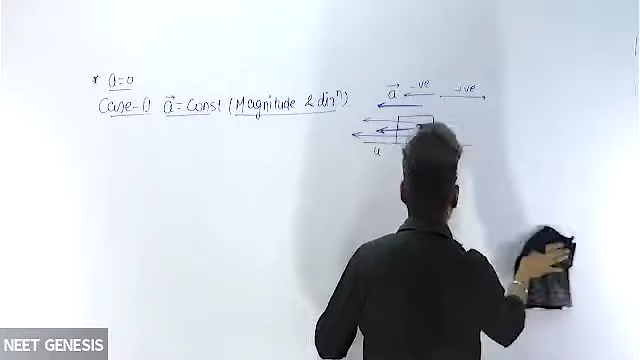 * a=0
Case-① a⃗ = Const (Magnitude & dirⁿ)
a⃗ -ve +ve
u
NEET GENESIS